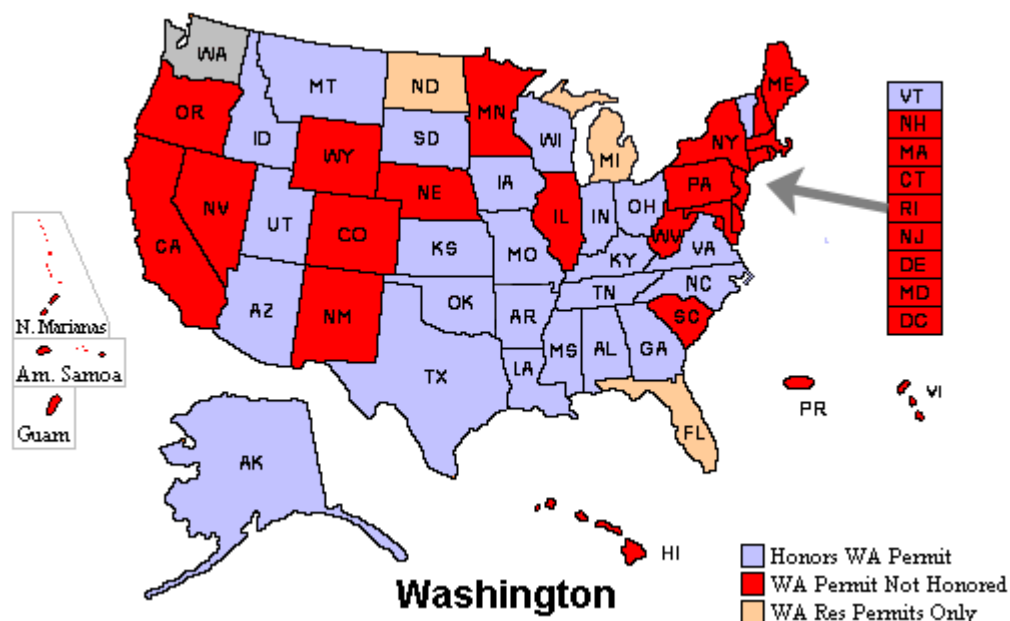 WA
MT
ND
MN
ME
OR
ID
SD
WI
NY
VT
WY
MI
NH
NE
IA
PA
MA
NV
UT
IL
IN
OH
CT
CO
KS
MO
WV
VA
RI
CA
KY
NJ
AZ
NM
OK
AR
TN
NC
DE
MD
N. Marianas
SC
DC
Am. Samoa
TX
LA
MS
AL
GA
Guam
PR
VI
AK
FL
HI
Honors WA Permit
WA Permit Not Honored
Washington
WA Res Permits Only